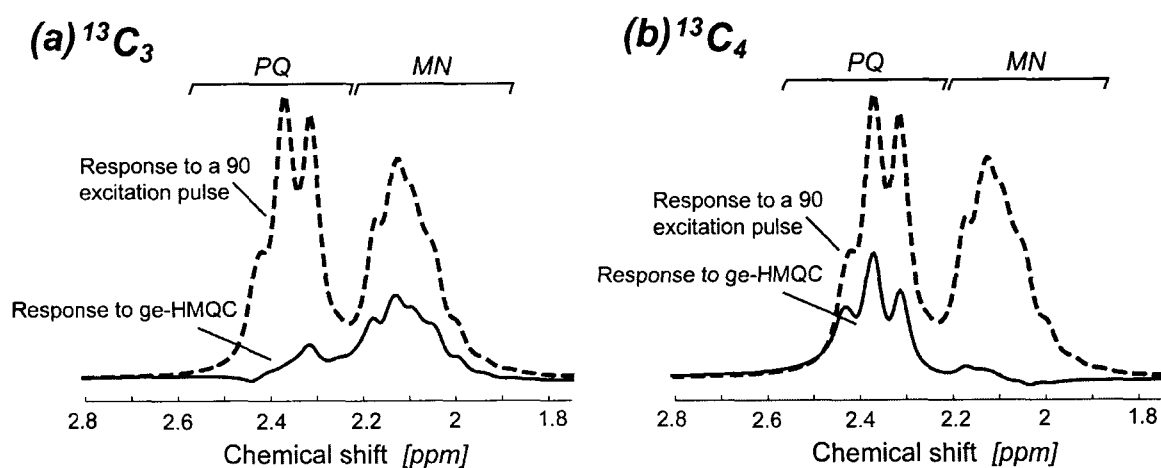 (a) ¹³C₃
PQ
MN
Response to a 90
excitation pulse
Response to ge-HMQC
2.8
2.6
2.4
2.2
2
1.8
Chemical shift [ppm]
(b) ¹³C₄
PQ
MN
Response to a 90
excitation pulse
Response to ge-HMQC
2.8
2.6
2.4
2.2
2
1.8
Chemical shift [ppm]